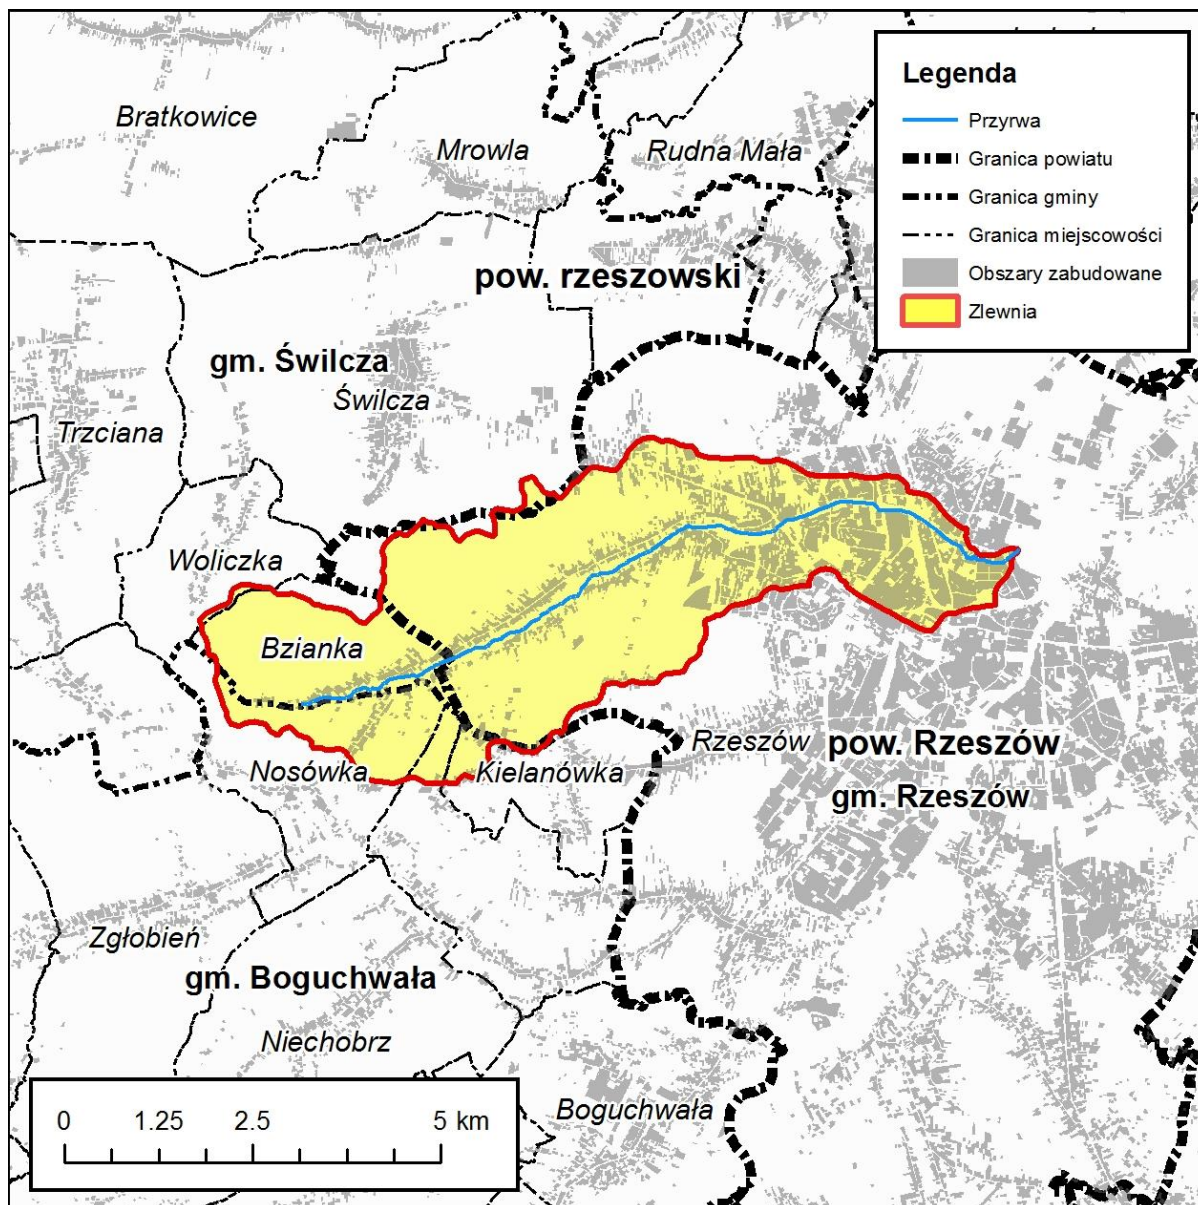 Legenda
Przyrwa
Granica powiatu
Granica gminy
Granica miejscowości
Obszary zabudowane
Zlewnia
Bratkowice
Mrowla
Rudna Mała
pow. rzeszowski
gm. Świlcza
Świlcza
Trzciana
Woliczka
Bzianka
Nosówka
Kielanówka
Rzeszów
pow. Rzeszów
gm. Rzeszów
Zgłobień
gm. Boguchwała
Niechobrz
Boguchwała
0 1.25 2.5 5 km